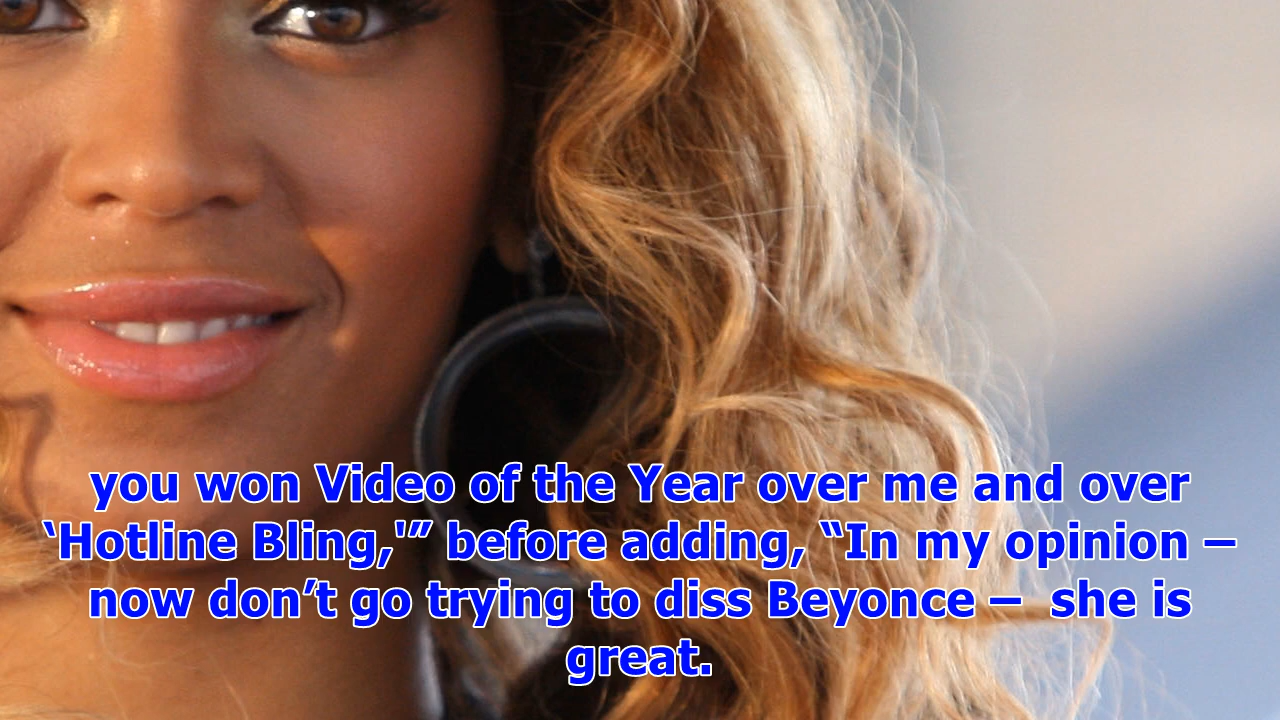 you won Video of the Year over me and over
‘Hotline Bling,'” before adding, “In my opinion –
now don’t go trying to diss Beyonce –  she is
great.